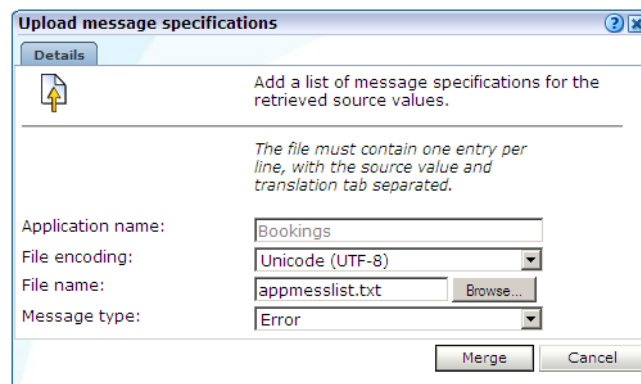 Upload message specifications
Details
Add a list of message specifications for the
retrieved source values.
The file must contain one entry per
line, with the source value and
translation tab separated.
Application name: Bookings
File encoding: Unicode (UTF-8)
File name: appmesslist.txt Browse...
Message type: Error
Merge Cancel